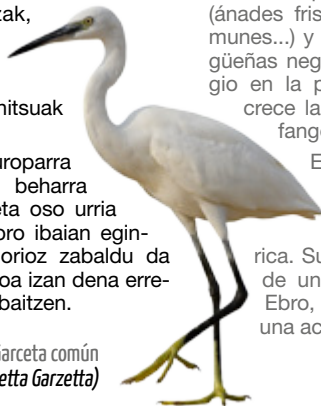 zak,
nitsuak
uroparra
beharra
eta oso urria
bro ibaian egin-
orioz zabaldu da
oa izan dena erre-
baitzen.
Garceta común
etta Garzetta)
(ánades fris
munes...) y
güeñas neg
gio en la p
crece la
fango
E
rica. Su
de un
Ebro,
una ac